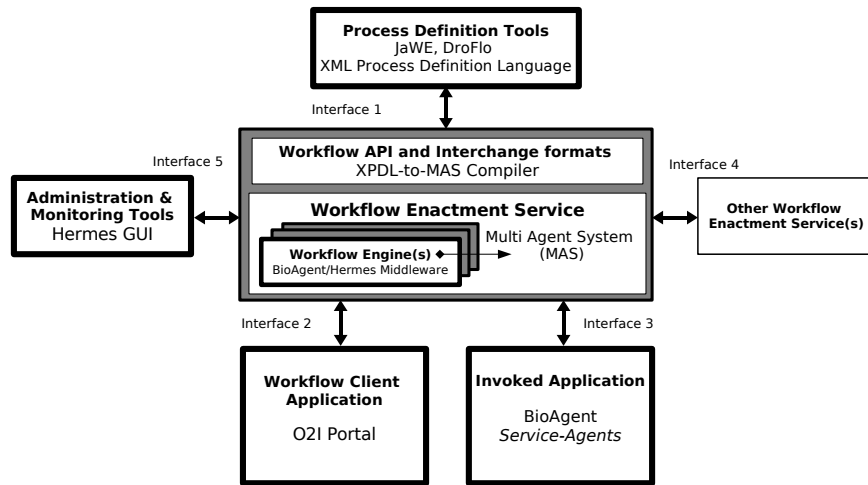 Process Definition Tools
JaWE, DroFlo
XML Process Definition Language
Interface 1
Interface 5
Workflow API and Interchange formats
XPDL-to-MAS Compiler
Interface 4
Administration &
Monitoring Tools
Hermes GUI
Workflow Enactment Service
Workflow Engine(s)
BioAgent/Hermes Middleware
Multi Agent System
(MAS)
Other Workflow
Enactment Service(s)
Interface 2
Interface 3
Workflow Client
Application
O2I Portal
Invoked Application
BioAgent
Service-Agents